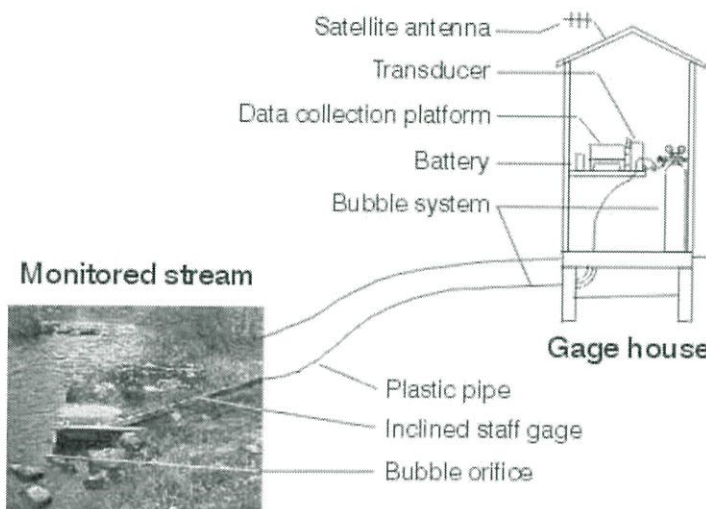 Satellite antenna
Transducer
Data collection platform
Battery
Bubble system
Monitored stream
Gage house
Plastic pipe
Inclined staff gage
Bubble orifice